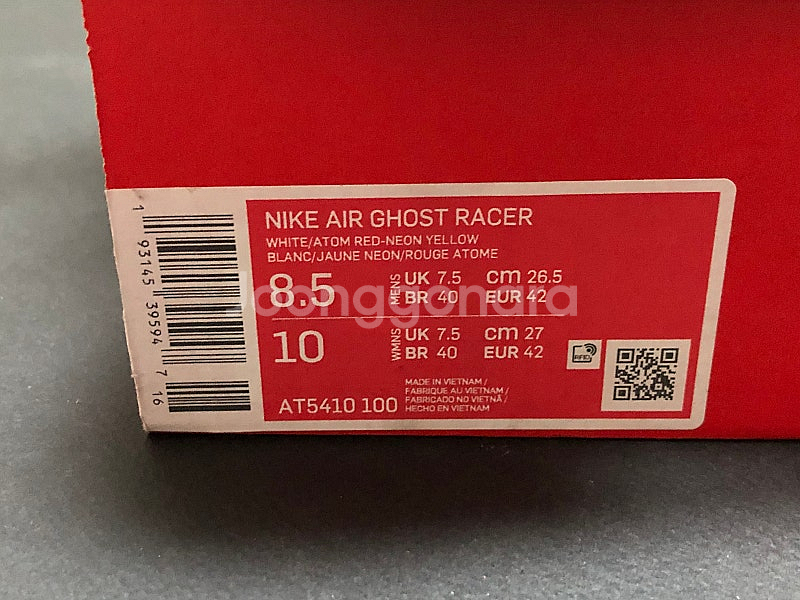 NIKE AIR GHOST RACER
WHITE/ATOM RED-NEON YELLOW
BLANC/JAUNE NEON/ROUGE ATOME
8.5 MENS UK 7.5 cm 26.5
BR 40 EUR 42
10 WMNS UK 7.5 cm 27
BR 40 EUR 42
RFID
AT5410 100
MADE IN VIETNAM /
FABRIQUE AU VIETNAM /
FABRICADO NO VIETNÃ /
HECHO EN VIETNAM
1 93145 39594 7 16
joonggonara